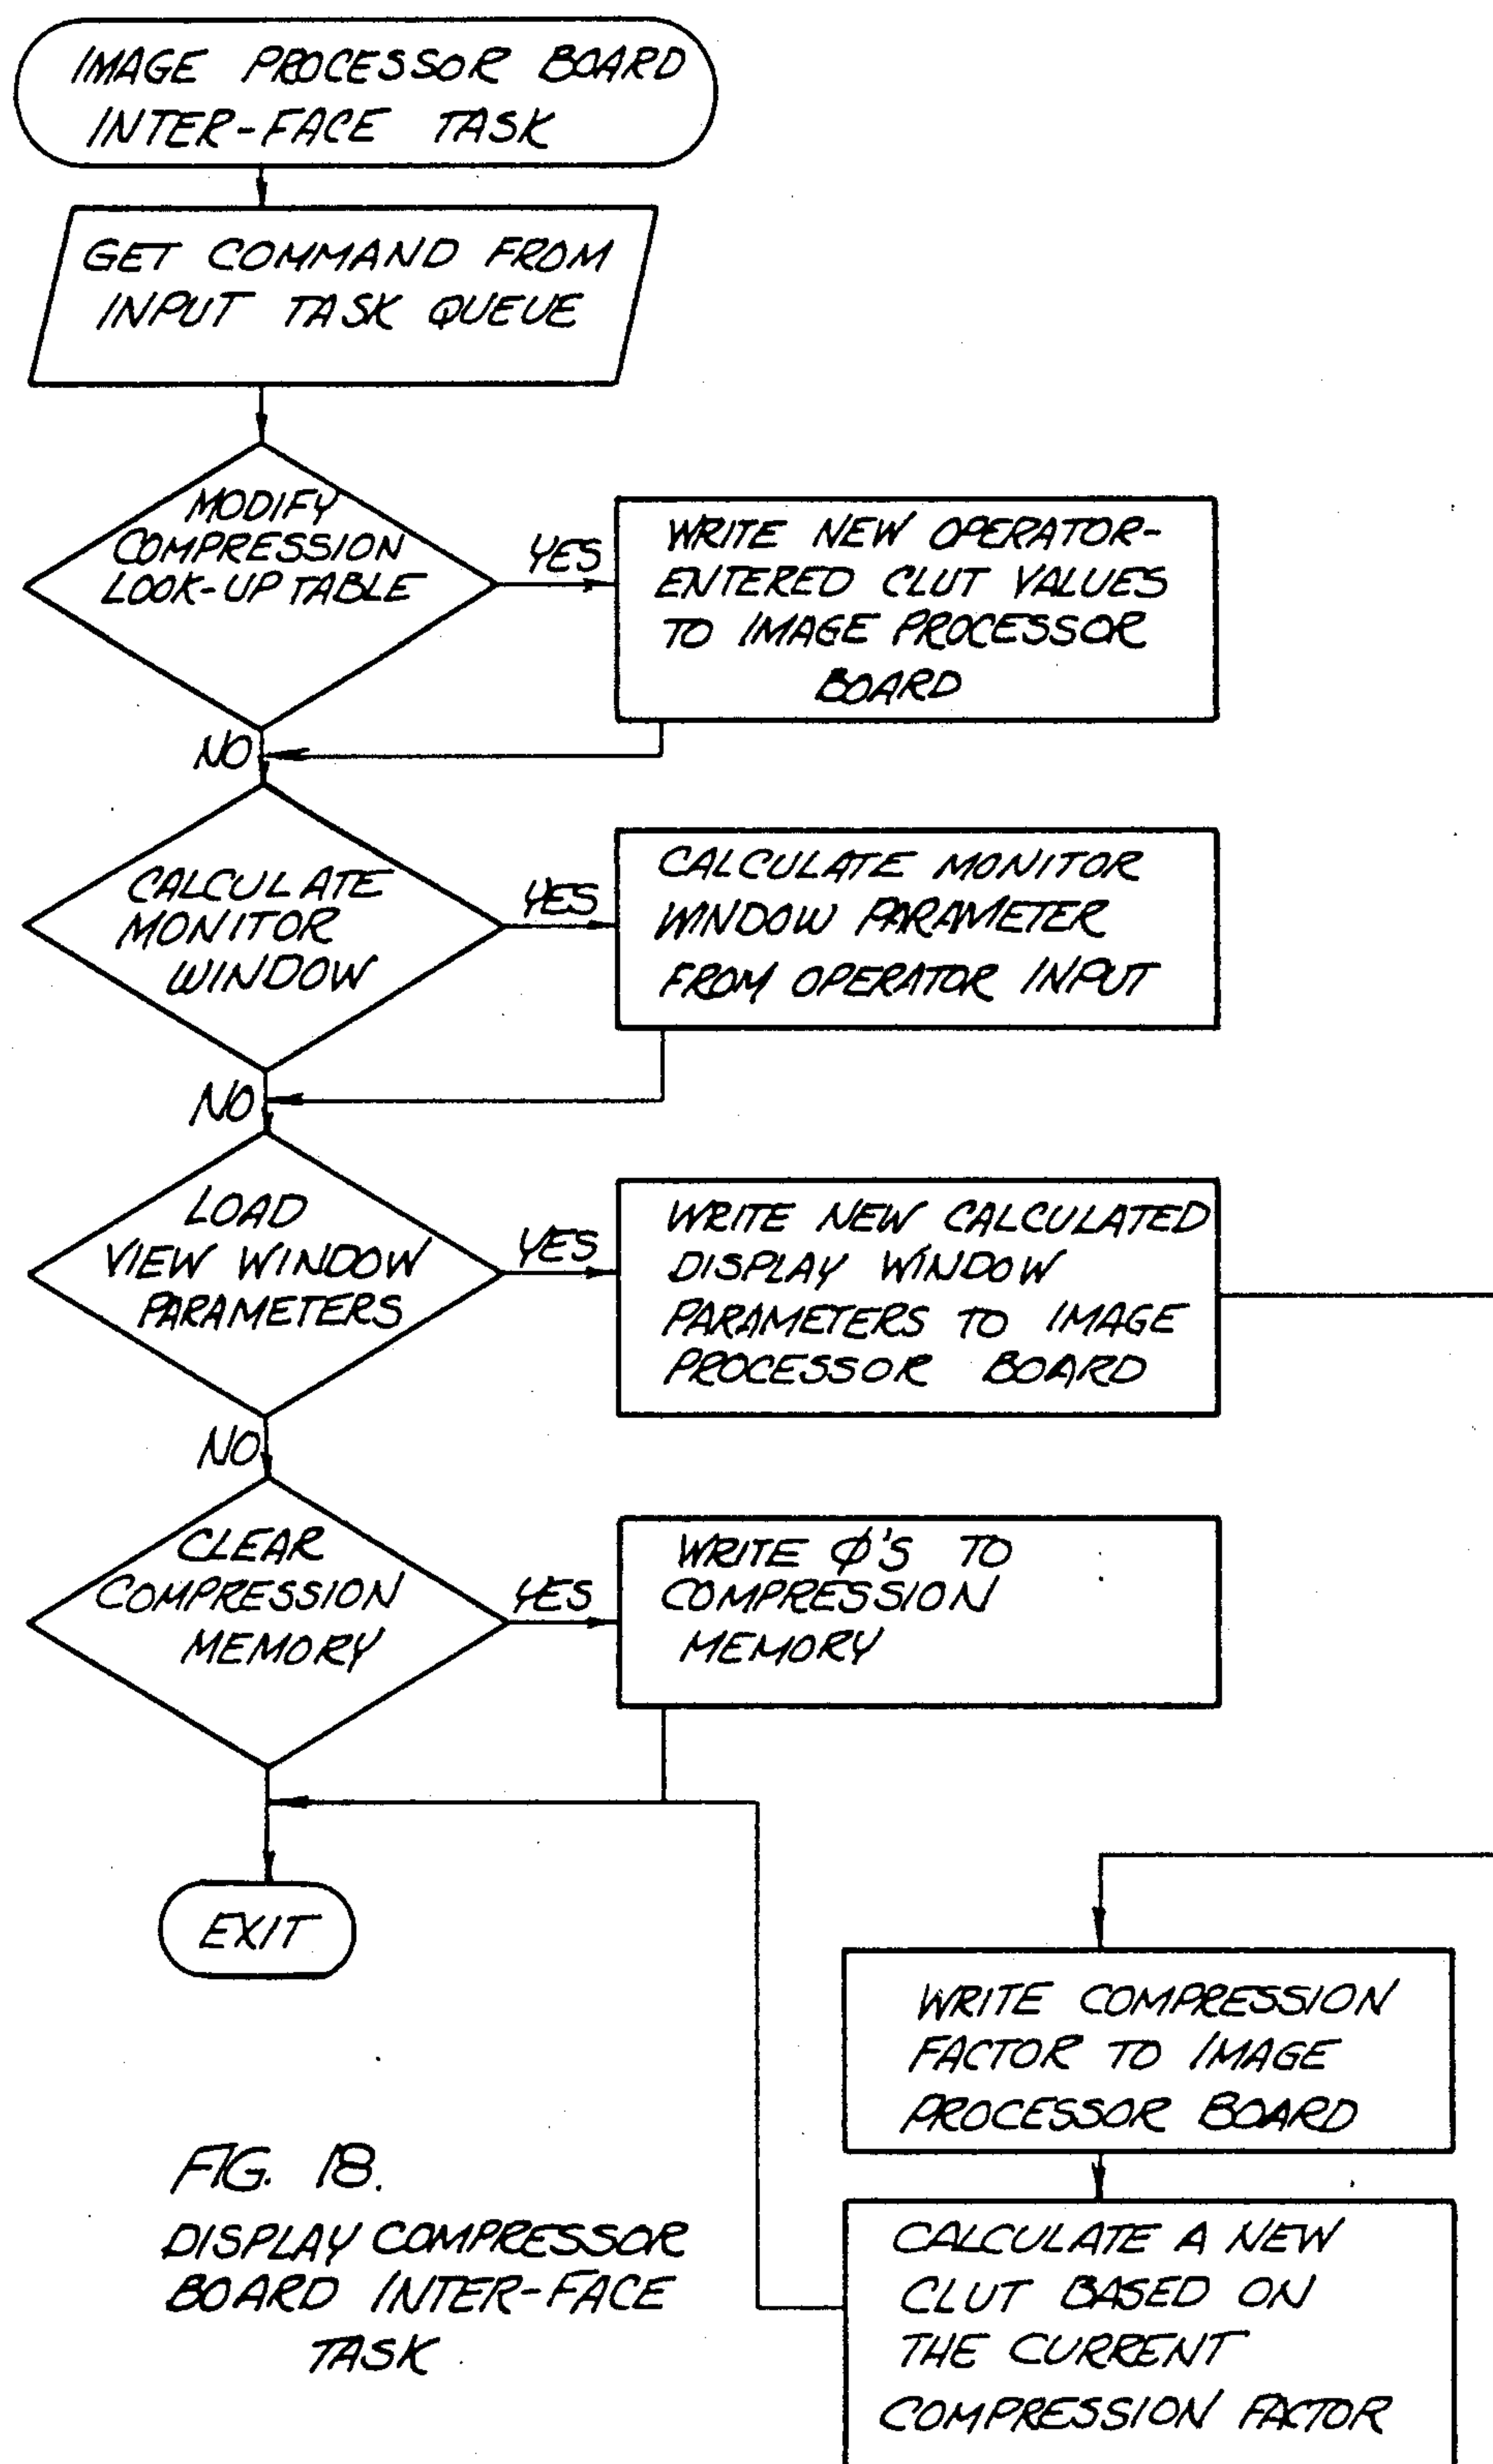 IMAGE PROCESSOR BOARD
INTER-FACE TASK
GET COMMAND FROM
INPUT TASK QUEUE
MODIFY
COMPRESSION
LOOK-UP TABLE
YES
WRITE NEW OPERATOR-
ENTERED CLUT VALUES
TO IMAGE PROCESSOR
BOARD
NO
CALCULATE
MONITOR
WINDOW
YES
CALCULATE MONITOR
WINDOW PARAMETER
FROM OPERATOR INPUT
NO
LOAD
VIEW WINDOW
PARAMETERS
YES
WRITE NEW CALCULATED
DISPLAY WINDOW
PARAMETERS TO IMAGE
PROCESSOR BOARD
NO
CLEAR
COMPRESSION
MEMORY
YES
WRITE Ø'S TO
COMPRESSION
MEMORY
EXIT
WRITE COMPRESSION
FACTOR TO IMAGE
PROCESSOR BOARD
CALCULATE A NEW
CLUT BASED ON
THE CURRENT
COMPRESSION FACTOR
FIG. 18.
DISPLAY COMPRESSOR
BOARD INTER-FACE
TASK